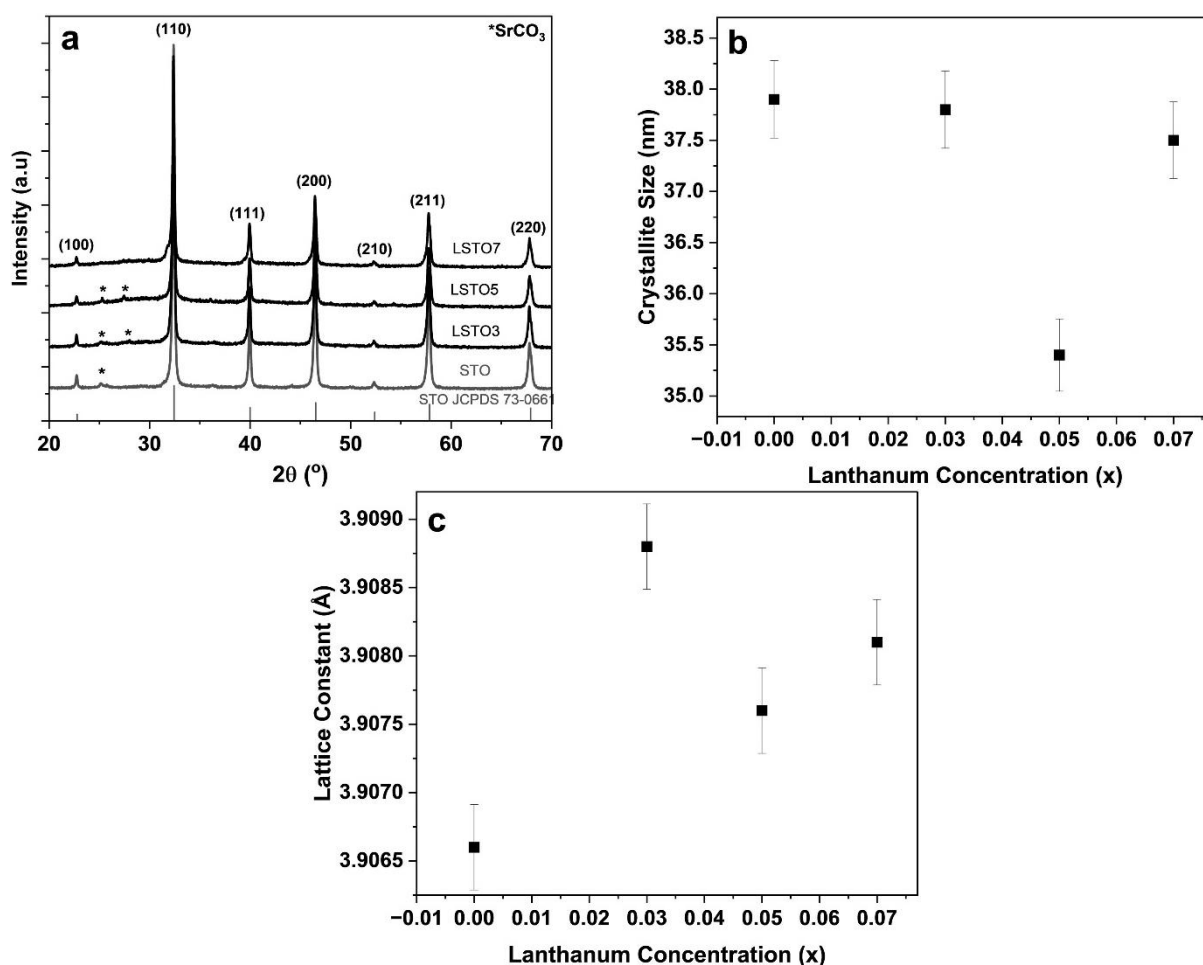 a
*SrCO₃
(110)
(100)
(111)
(200)
(210)
(211)
(220)
LSTO7
* *
LSTO5
* *
LSTO3
*
STO
STO JCPDS 73-0661
Intensity (a.u)
20 30 40 50 60 70
2θ (°)
b
Crystallite Size (nm)
38.5
38.0
37.5
37.0
36.5
36.0
35.5
35.0
−0.01 0.00 0.01 0.02 0.03 0.04 0.05 0.06 0.07
Lanthanum Concentration (x)
c
Lattice Constant (Å)
3.9090
3.9085
3.9080
3.9075
3.9070
3.9065
−0.01 0.00 0.01 0.02 0.03 0.04 0.05 0.06 0.07
Lanthanum Concentration (x)